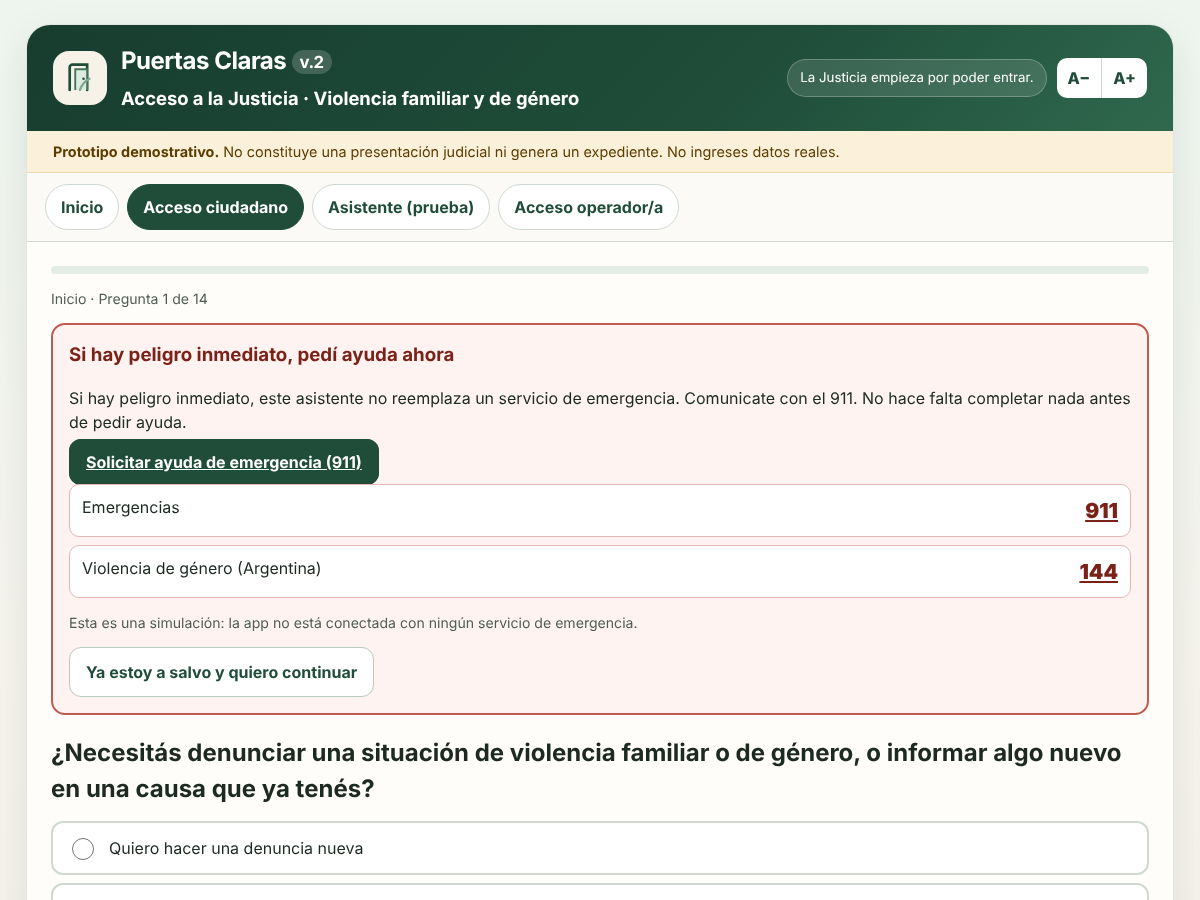 Puertas Claras v.2
Acceso a la Justicia · Violencia familiar y de género
La Justicia empieza por poder entrar.
A−
A+
Prototipo demostrativo. No constituye una presentación judicial ni genera un expediente. No ingreses datos reales.
Inicio
Acceso ciudadano
Asistente (prueba)
Acceso operador/a
Inicio · Pregunta 1 de 14
Si hay peligro inmediato, pedí ayuda ahora
Si hay peligro inmediato, este asistente no reemplaza un servicio de emergencia. Comunicate con el 911. No hace falta completar nada antes
de pedir ayuda.
Solicitar ayuda de emergencia (911)
Emergencias 911
Violencia de género (Argentina) 144
Esta es una simulación: la app no está conectada con ningún servicio de emergencia.
Ya estoy a salvo y quiero continuar
¿Necesitás denunciar una situación de violencia familiar o de género, o informar algo nuevo
en una causa que ya tenés?
Quiero hacer una denuncia nueva